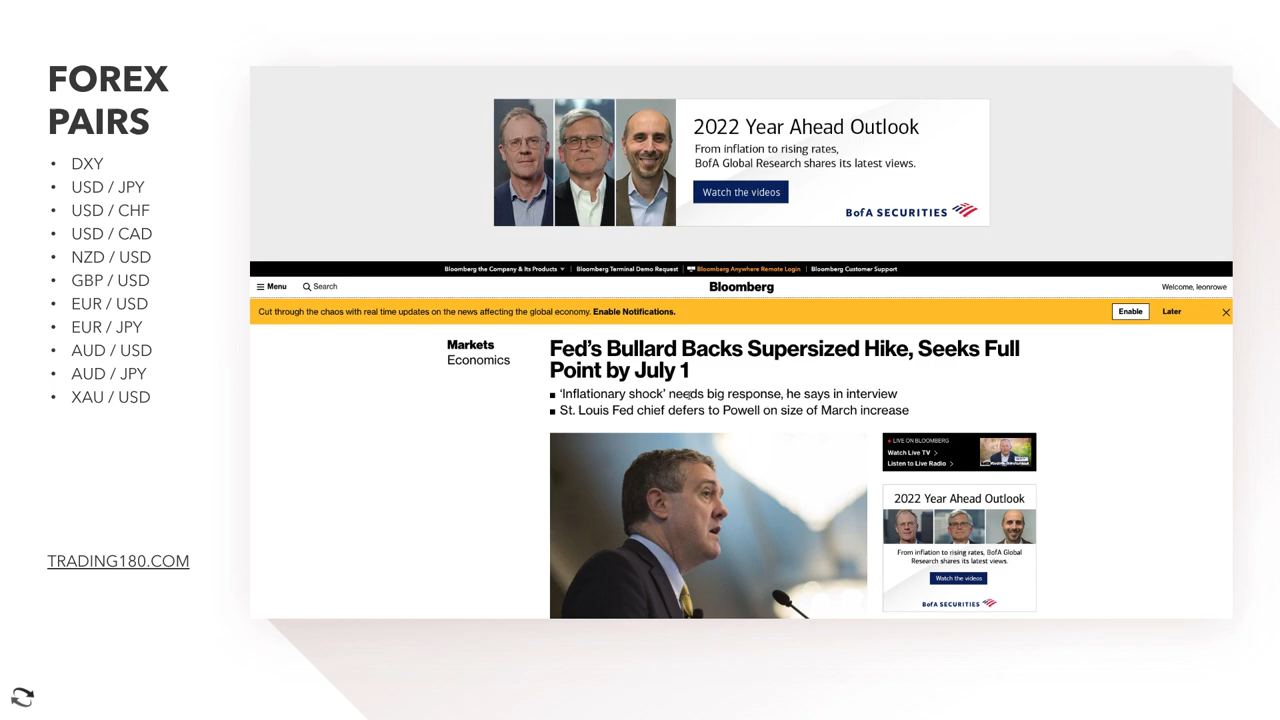 FOREX
PAIRS
• DXY
• USD / JPY
• USD / CHF
• USD / CAD
• NZD / USD
• GBP / USD
• EUR / USD
• EUR / JPY
• AUD / USD
• AUD / JPY
• XAU / USD
TRADING180.COM
2022 Year Ahead Outlook
From inflation to rising rates,
BofA Global Research shares its latest views.
Watch the videos
BofA SECURITIES
Bloomberg the Company & Its Products | Bloomberg Terminal Demo Request | Bloomberg Anywhere Remote Login | Bloomberg Customer Support
Menu Search Bloomberg Welcome, leonrowe
Cut through the chaos with real time updates on the news affecting the global economy. Enable Notifications. Enable Later
Markets
Economics
Fed's Bullard Backs Supersized Hike, Seeks Full
Point by July 1
'Inflationary shock' needs big response, he says in interview
St. Louis Fed chief defers to Powell on size of March increase
LIVE ON BLOOMBERG
Watch Live TV
Listen to Live Radio
2022 Year Ahead Outlook
From inflation to rising rates, BofA Global
Research shares its latest views.
Watch the videos
BofA SECURITIES